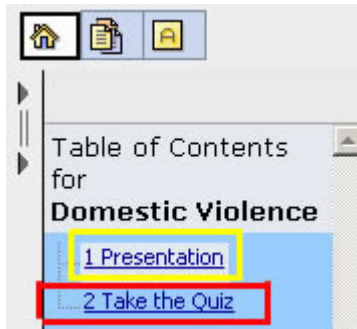 A
Table of Contents
for
Domestic Violence
1 Presentation
2 Take the Quiz